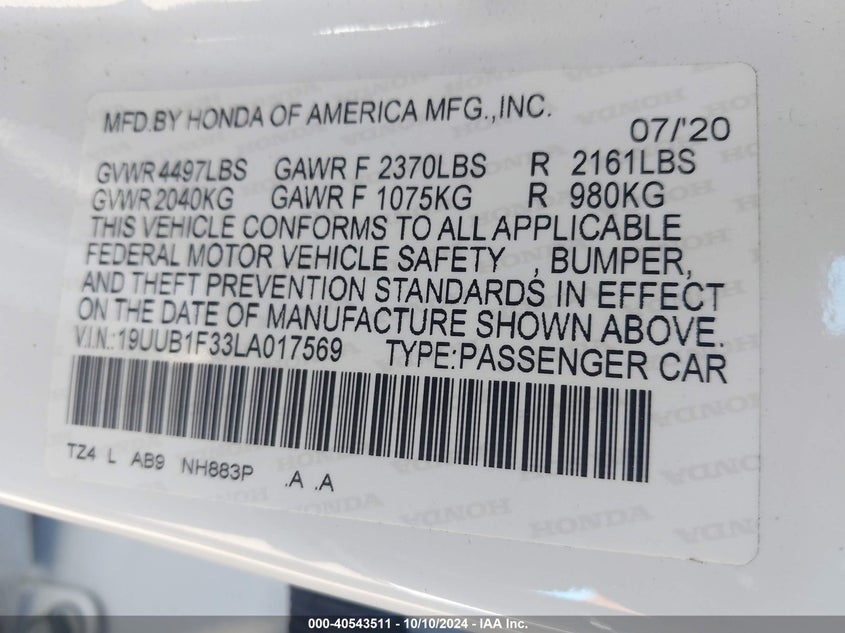 MFD.BY HONDA OF AMERICA MFG.,INC.
07/'20
GVWR 4497LBS GAWR F 2370LBS R 2161LBS
GVWR 2040KG GAWR F 1075KG R 980KG
THIS VEHICLE CONFORMS TO ALL APPLICABLE
FEDERAL MOTOR VEHICLE SAFETY , BUMPER,
AND THEFT PREVENTION STANDARDS IN EFFECT
ON THE DATE OF MANUFACTURE SHOWN ABOVE.
V.I.N.:19UUB1F33LA017569 TYPE:PASSENGER CAR
TZ4 L AB9 NH883P .A .A
000-40543511 - 10/10/2024 - IAA Inc.